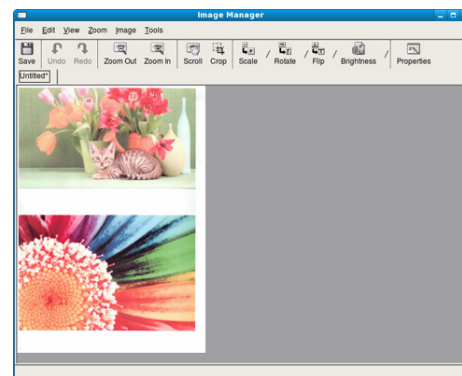 Image Manager
File Edit View Zoom Image Tools
Save Undo Redo Zoom Out Zoom In Scroll Crop Scale / Rotate / Flip / Brightness / Properties
Untitled*